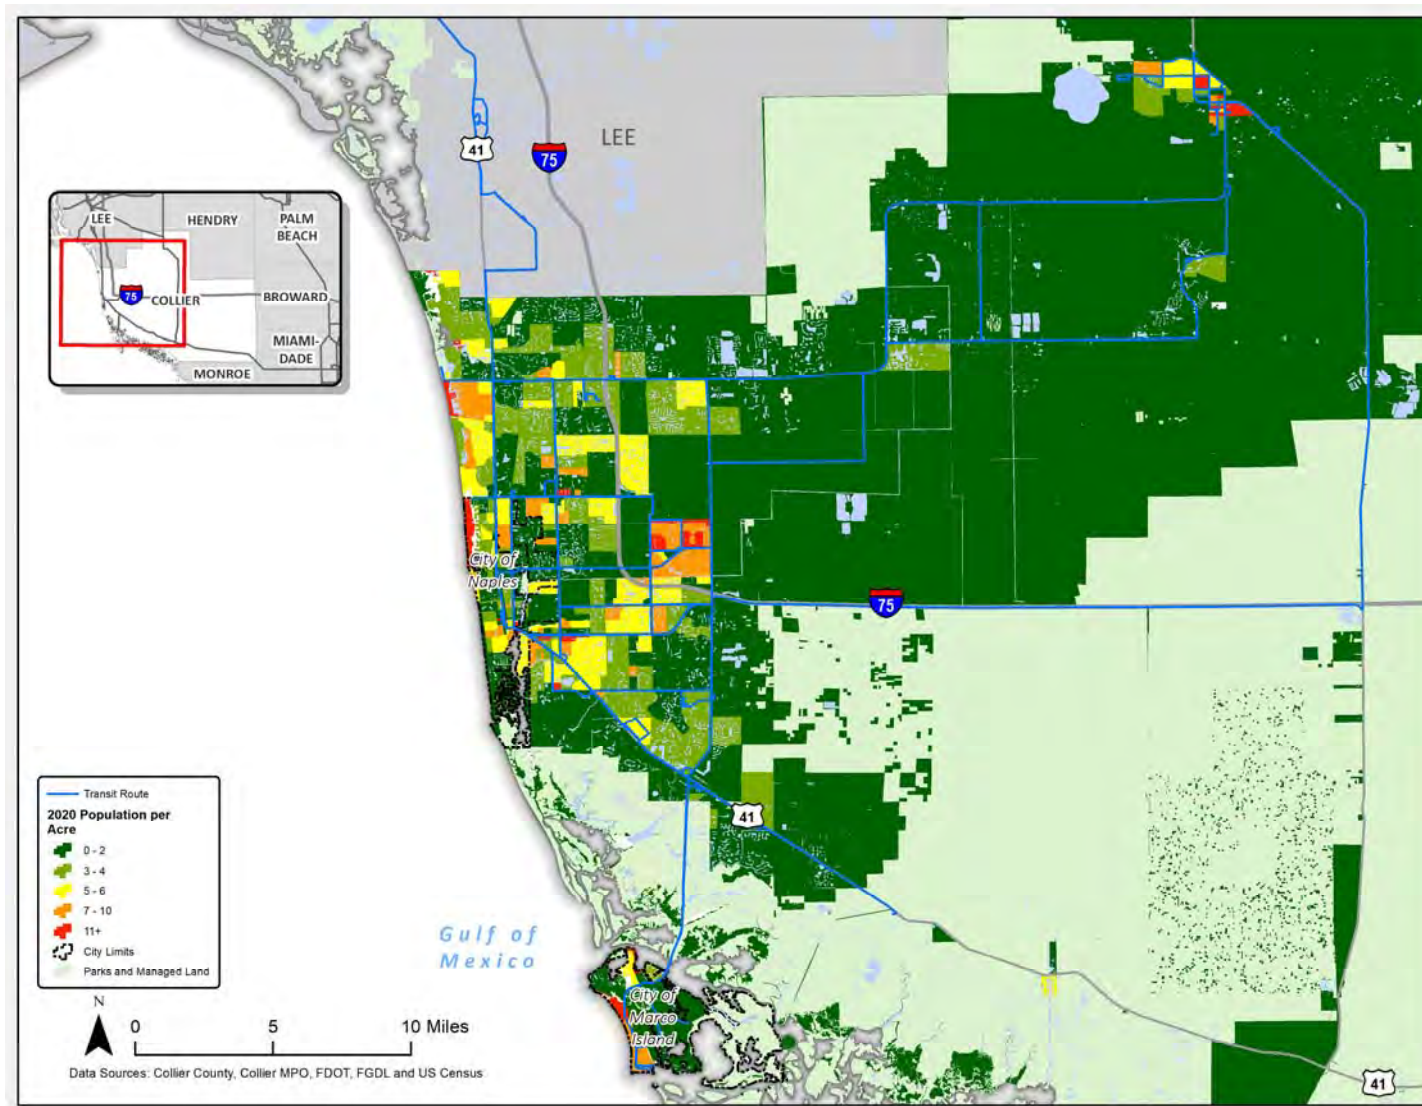 41
75
LEE
LEE
HENDRY
PALM
BEACH
75
COLLIER
BROWARD
MIAMI-
DADE
MONROE
City of
Naples
75
Transit Route
2020 Population per
Acre
0 - 2
3 - 4
5 - 6
7 - 10
11+
City Limits
Parks and Managed Land
41
Gulf of
Mexico
City of
Marco
Island
N
0 5 10 Miles
Data Sources: Collier County, Collier MPO, FDOT, FGDL and US Census
41